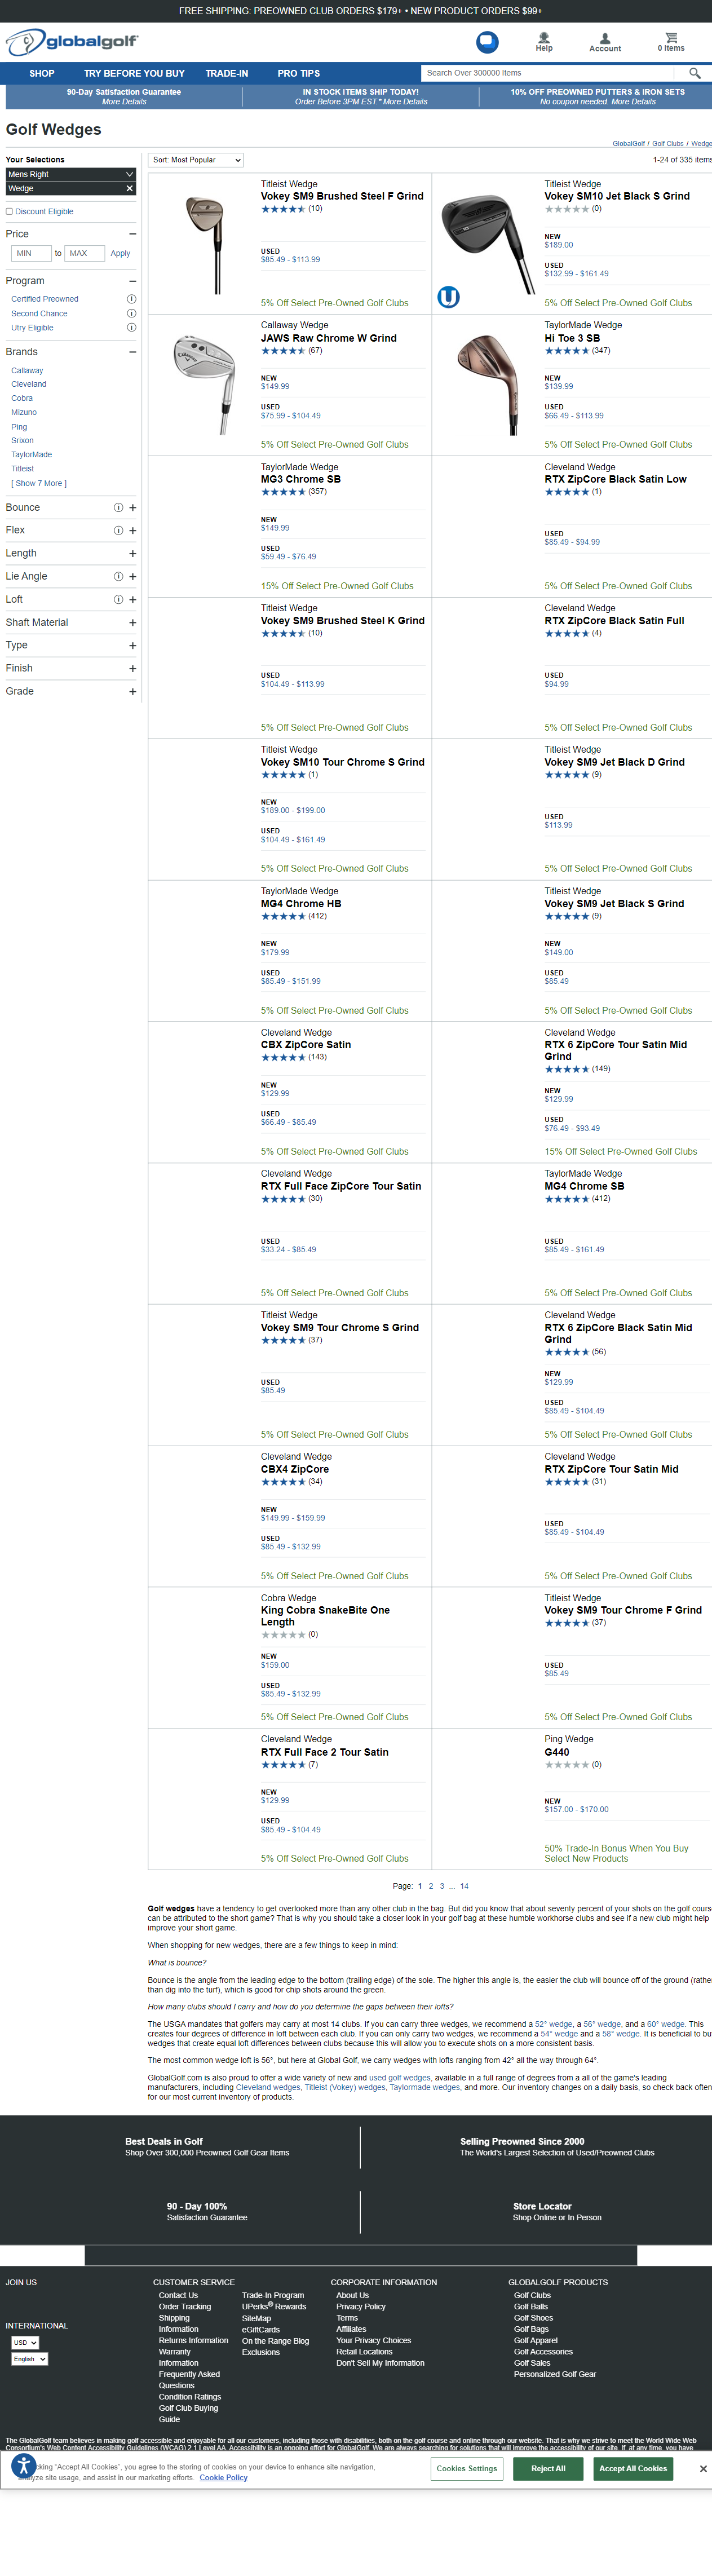 FREE SHIPPING: PREOWNED CLUB ORDERS $179+ • NEW PRODUCT ORDERS $99+
globalgolf
Help
Account
0 Items
SHOP
TRY BEFORE YOU BUY
TRADE-IN
PRO TIPS
Search Over 300000 Items
90-Day Satisfaction Guarantee
More Details
IN STOCK ITEMS SHIP TODAY!
Order Before 3PM EST.* More Details
10% OFF PREOWNED PUTTERS & IRON SETS
No coupon needed. More Details
Golf Wedges
GlobalGolf / Golf Clubs / Wedge
Your Selections
Mens Right
Wedge
Discount Eligible
Price
MIN to MAX Apply
Program
Certified Preowned
Second Chance
Utry Eligible
Brands
Callaway
Cleveland
Cobra
Mizuno
Ping
Srixon
TaylorMade
Titleist
[ Show 7 More ]
Bounce
Flex
Length
Lie Angle
Loft
Shaft Material
Type
Finish
Grade
Sort: Most Popular
1-24 of 335 items
Titleist Wedge
Vokey SM9 Brushed Steel F Grind
(10)
USED
$85.49 - $113.99
5% Off Select Pre-Owned Golf Clubs
Titleist Wedge
Vokey SM10 Jet Black S Grind
(0)
NEW
$189.00
USED
$132.99 - $161.49
5% Off Select Pre-Owned Golf Clubs
Callaway Wedge
JAWS Raw Chrome W Grind
(67)
NEW
$149.99
USED
$75.99 - $104.49
5% Off Select Pre-Owned Golf Clubs
TaylorMade Wedge
Hi Toe 3 SB
(347)
NEW
$139.99
USED
$66.49 - $113.99
5% Off Select Pre-Owned Golf Clubs
TaylorMade Wedge
MG3 Chrome SB
(357)
NEW
$149.99
USED
$59.49 - $76.49
15% Off Select Pre-Owned Golf Clubs
Cleveland Wedge
RTX ZipCore Black Satin Low
(1)
USED
$85.49 - $94.99
5% Off Select Pre-Owned Golf Clubs
Titleist Wedge
Vokey SM9 Brushed Steel K Grind
(10)
USED
$104.49 - $113.99
5% Off Select Pre-Owned Golf Clubs
Cleveland Wedge
RTX ZipCore Black Satin Full
(4)
USED
$94.99
5% Off Select Pre-Owned Golf Clubs
Titleist Wedge
Vokey SM10 Tour Chrome S Grind
(1)
NEW
$189.00 - $199.00
USED
$104.49 - $161.49
5% Off Select Pre-Owned Golf Clubs
Titleist Wedge
Vokey SM9 Jet Black D Grind
(9)
USED
$113.99
5% Off Select Pre-Owned Golf Clubs
TaylorMade Wedge
MG4 Chrome HB
(412)
NEW
$179.99
USED
$85.49 - $151.99
5% Off Select Pre-Owned Golf Clubs
Titleist Wedge
Vokey SM9 Jet Black S Grind
(9)
NEW
$149.00
USED
$85.49
5% Off Select Pre-Owned Golf Clubs
Cleveland Wedge
CBX ZipCore Satin
(143)
NEW
$129.99
USED
$66.49 - $85.49
5% Off Select Pre-Owned Golf Clubs
Cleveland Wedge
RTX 6 ZipCore Tour Satin Mid
Grind
(149)
NEW
$129.99
USED
$76.49 - $93.49
15% Off Select Pre-Owned Golf Clubs
Cleveland Wedge
RTX Full Face ZipCore Tour Satin
(30)
USED
$33.24 - $85.49
5% Off Select Pre-Owned Golf Clubs
TaylorMade Wedge
MG4 Chrome SB
(412)
USED
$85.49 - $161.49
5% Off Select Pre-Owned Golf Clubs
Titleist Wedge
Vokey SM9 Tour Chrome S Grind
(37)
USED
$85.49
5% Off Select Pre-Owned Golf Clubs
Cleveland Wedge
RTX 6 ZipCore Black Satin Mid
Grind
(56)
NEW
$129.99
USED
$85.49 - $104.49
5% Off Select Pre-Owned Golf Clubs
Cleveland Wedge
CBX4 ZipCore
(34)
NEW
$149.99 - $159.99
USED
$85.49 - $132.99
5% Off Select Pre-Owned Golf Clubs
Cleveland Wedge
RTX ZipCore Tour Satin Mid
(31)
USED
$85.49 - $104.49
5% Off Select Pre-Owned Golf Clubs
Cobra Wedge
King Cobra SnakeBite One
Length
(0)
NEW
$159.00
USED
$85.49 - $132.99
5% Off Select Pre-Owned Golf Clubs
Titleist Wedge
Vokey SM9 Tour Chrome F Grind
(37)
USED
$85.49
5% Off Select Pre-Owned Golf Clubs
Cleveland Wedge
RTX Full Face 2 Tour Satin
(7)
NEW
$129.99
USED
$85.49 - $104.49
5% Off Select Pre-Owned Golf Clubs
Ping Wedge
G440
(0)
NEW
$157.00 - $170.00
50% Trade-In Bonus When You Buy
Select New Products
Page: 1 2 3 ... 14
Golf wedges have a tendency to get overlooked more than any other club in the bag. But did you know that about seventy percent of your shots on the golf cours
can be attributed to the short game? That is why you should take a closer look in your golf bag at these humble workhorse clubs and see if a new club might help
improve your short game.
When shopping for new wedges, there are a few things to keep in mind:
What is bounce?
Bounce is the angle from the leading edge to the bottom (trailing edge) of the sole. The higher this angle is, the easier the club will bounce off of the ground (rathe
than dig into the turf), which is good for chip shots around the green.
How many clubs should I carry and how do you determine the gaps between their lofts?
The USGA mandates that golfers may carry at most 14 clubs. If you can carry three wedges, we recommend a 52° wedge, a 56° wedge, and a 60° wedge. This
creates four degrees of difference in loft between each club. If you can only carry two wedges, we recommend a 54° wedge and a 58° wedge. It is beneficial to bu
wedges that create equal loft differences between clubs because this will allow you to execute shots on a more consistent basis.
The most common wedge loft is 56°, but here at Global Golf, we carry wedges with lofts ranging from 42° all the way through 64°.
GlobalGolf.com is also proud to offer a wide variety of new and used golf wedges, available in a full range of degrees from a all of the game's leading
manufacturers, including Cleveland wedges, Titleist (Vokey) wedges, Taylormade wedges, and more. Our inventory changes on a daily basis, so check back often
for our most current inventory of products.
Best Deals in Golf
Shop Over 300,000 Preowned Golf Gear Items
Selling Preowned Since 2000
The World's Largest Selection of Used/Preowned Clubs
90 - Day 100%
Satisfaction Guarantee
Store Locator
Shop Online or In Person
JOIN US
INTERNATIONAL
USD
English
CUSTOMER SERVICE
Contact Us
Order Tracking
Shipping
Information
Returns Information
Warranty
Information
Frequently Asked
Questions
Condition Ratings
Golf Club Buying
Guide
Trade-In Program
UPerks® Rewards
SiteMap
eGiftCards
On the Range Blog
Exclusions
CORPORATE INFORMATION
About Us
Privacy Policy
Terms
Affiliates
Your Privacy Choices
Retail Locations
Don't Sell My Information
GLOBALGOLF PRODUCTS
Golf Clubs
Golf Balls
Golf Shoes
Golf Bags
Golf Apparel
Golf Accessories
Golf Sales
Personalized Golf Gear
The GlobalGolf team believes in making golf accessible and enjoyable for all our customers, including those with disabilities, both on the golf course and online through our website. That is why we strive to meet the World Wide Web
Consortium's Web Content Accessibility Guidelines (WCAG) 2.1 Level AA. Accessibility is an ongoing effort for GlobalGolf. We are always searching for solutions that will improve the accessibility of our site. If, at any time, you have
cking "Accept All Cookies", you agree to the storing of cookies on your device to enhance site navigation,
nalyze site usage, and assist in our marketing efforts. Cookie Policy
Cookies Settings
Reject All
Accept All Cookies